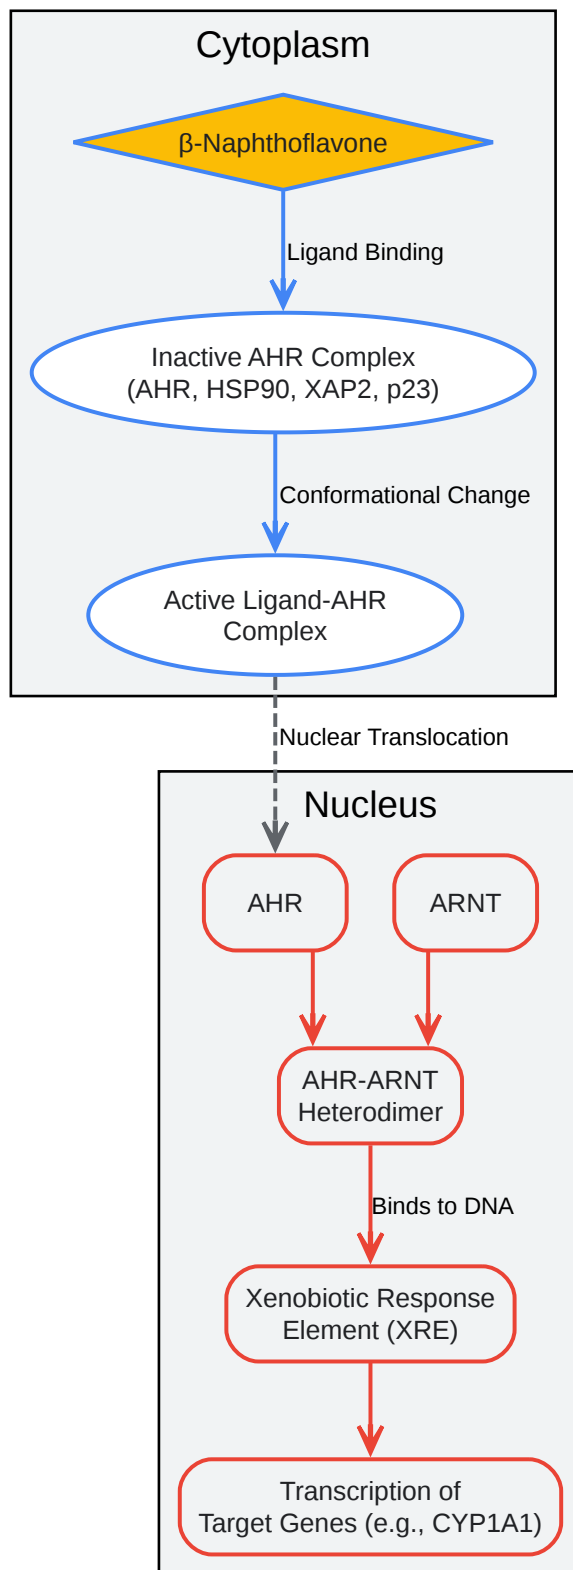 Cytoplasm
β-Naphthoflavone
Ligand Binding
Inactive AHR Complex
(AHR, HSP90, XAP2, p23)
Conformational Change
Active Ligand-AHR
Complex
Nuclear Translocation
Nucleus
AHR
ARNT
AHR-ARNT
Heterodimer
Binds to DNA
Xenobiotic Response
Element (XRE)
Transcription of
Target Genes (e.g., CYP1A1)